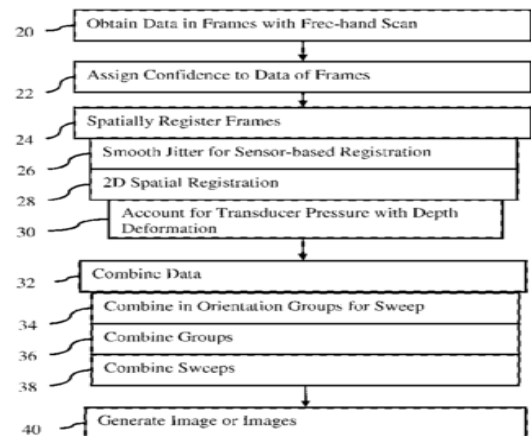 20 Obtain Data in Frames with Free-hand Scan
22 Assign Confidence to Data of Frames
24 Spatially Register Frames
26 Smooth Jitter for Sensor-based Registration
28 2D Spatial Registration
30 Account for Transducer Pressure with Depth
Deformation
32 Combine Data
34 Combine in Orientation Groups for Sweep
36 Combine Groups
38 Combine Sweeps
40 Generate Image or Images